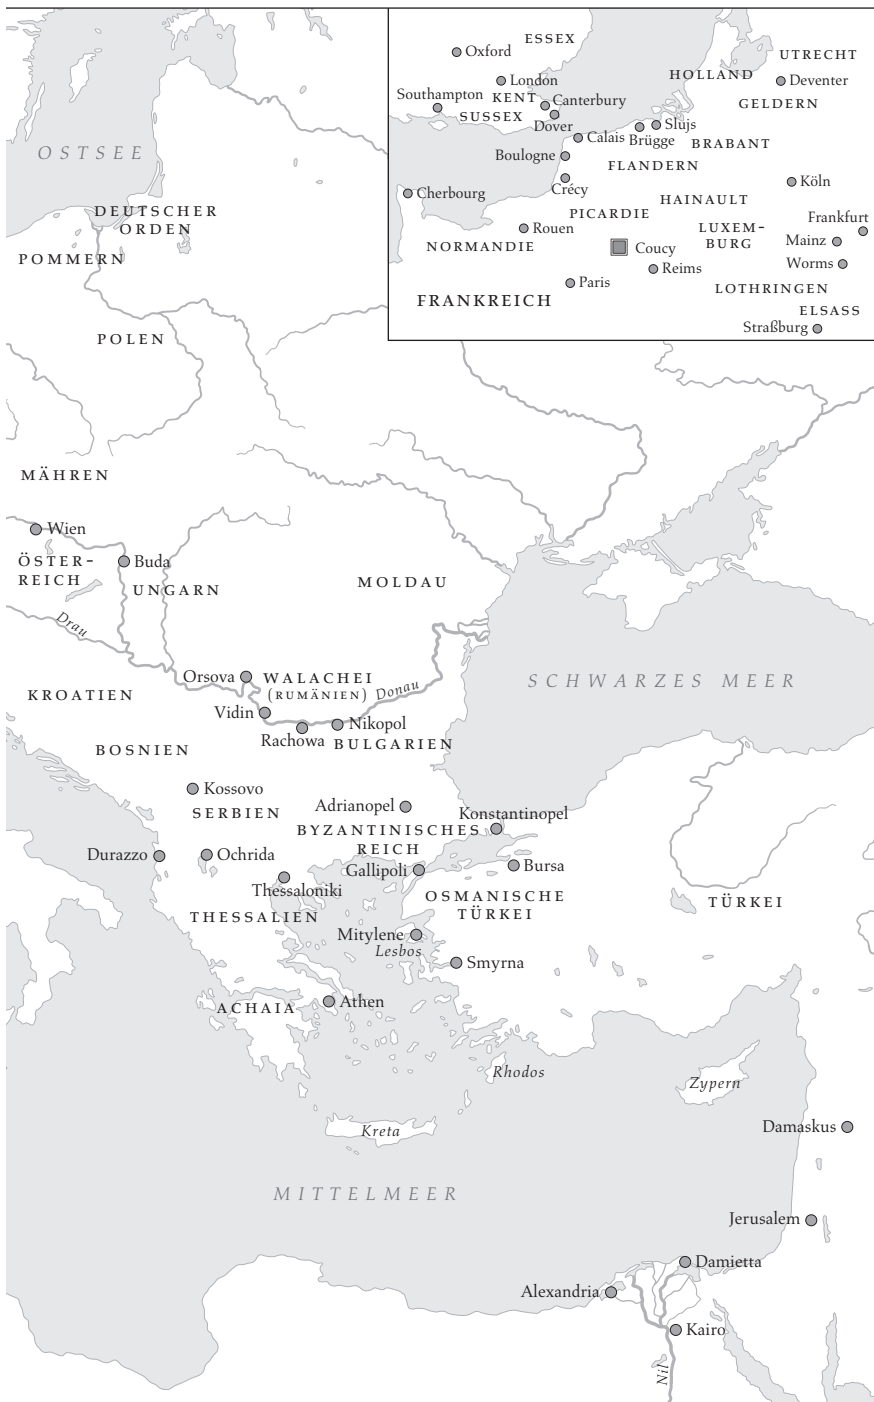 ESSEX
Oxford
UTRECHT
HOLLAND
London
Deventer
Southampton
KENT
Canterbury
GELDERN
SUSSEX
Dover
Slujs
Calais
Brügge
BRABANT
Boulogne
FLANDERN
Crécy
Köln
Cherbourg
HAINAULT
PICARDIE
Frankfurt
Rouen
LUXEM-
BURG
Mainz
NORMANDIE
Coucy
Worms
Reims
Paris
LOTHRINGEN
FRANKREICH
ELSASS
Straßburg
OSTSEE
DEUTSCHER
ORDEN
POMMERN
POLEN
MÄHREN
Wien
ÖSTER-
REICH
Buda
UNGARN
MOLDAU
Drau
Orsova
WALACHEI
(RUMÄNIEN)
Donau
SCHWARZES MEER
KROATIEN
Vidin
Nikopol
Rachowa
BULGARIEN
BOSNIEN
Kossovo
SERBIEN
Adrianopel
Konstantinopel
BYZANTINISCHES
REICH
Durazzo
Ochrida
Gallipoli
Bursa
Thessaloniki
OSMANISCHE
TÜRKEI
TÜRKEI
THESSALIEN
Mitylene
Lesbos
Smyrna
ACHAIA
Athen
Rhodos
Zypern
Kreta
Damaskus
MITTELMEER
Jerusalem
Damietta
Alexandria
Kairo
Nil